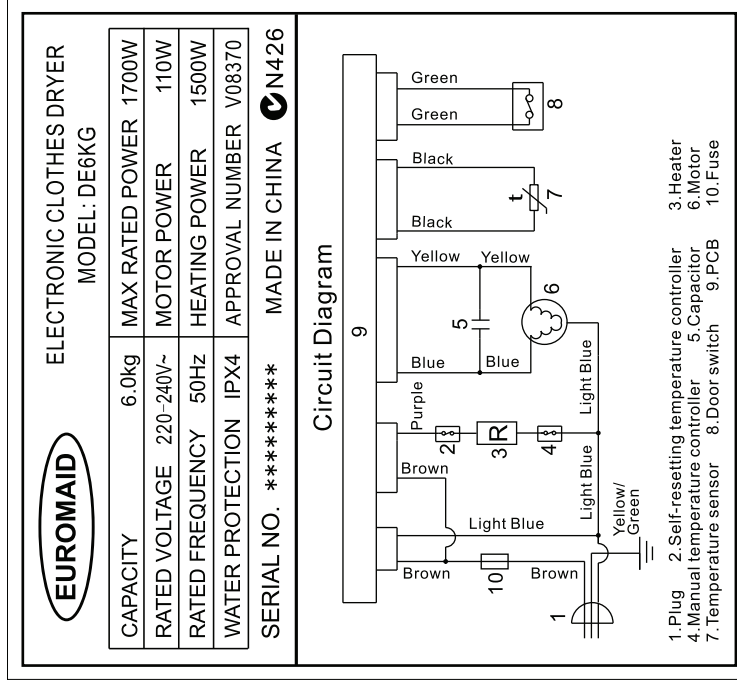 EUROMAID
ELECTRONIC CLOTHES DRYER
MODEL: DE6KG
CAPACITY 6.0kg MAX RATED POWER 1700W
RATED VOLTAGE 220-240V~ MOTOR POWER 110W
RATED FREQUENCY 50Hz HEATING POWER 1500W
WATER PROTECTION IPX4 APPROVAL NUMBER V08370
SERIAL NO. ********** MADE IN CHINA N426
Circuit Diagram
9
Brown
Light Blue
Brown
Purple
Blue
Yellow
Black
Black
Green
Green
10
Brown
2
3 R
4
5
Blue
Yellow
6
t
7
8
Light Blue
Light Blue
1
Yellow/
Green
1.Plug 2.Self-resetting temperature controller 3.Heater
4.Manual temperature controller 5.Capacitor 6.Motor
7.Temperature sensor 8.Door switch 9.PCB 10.Fuse